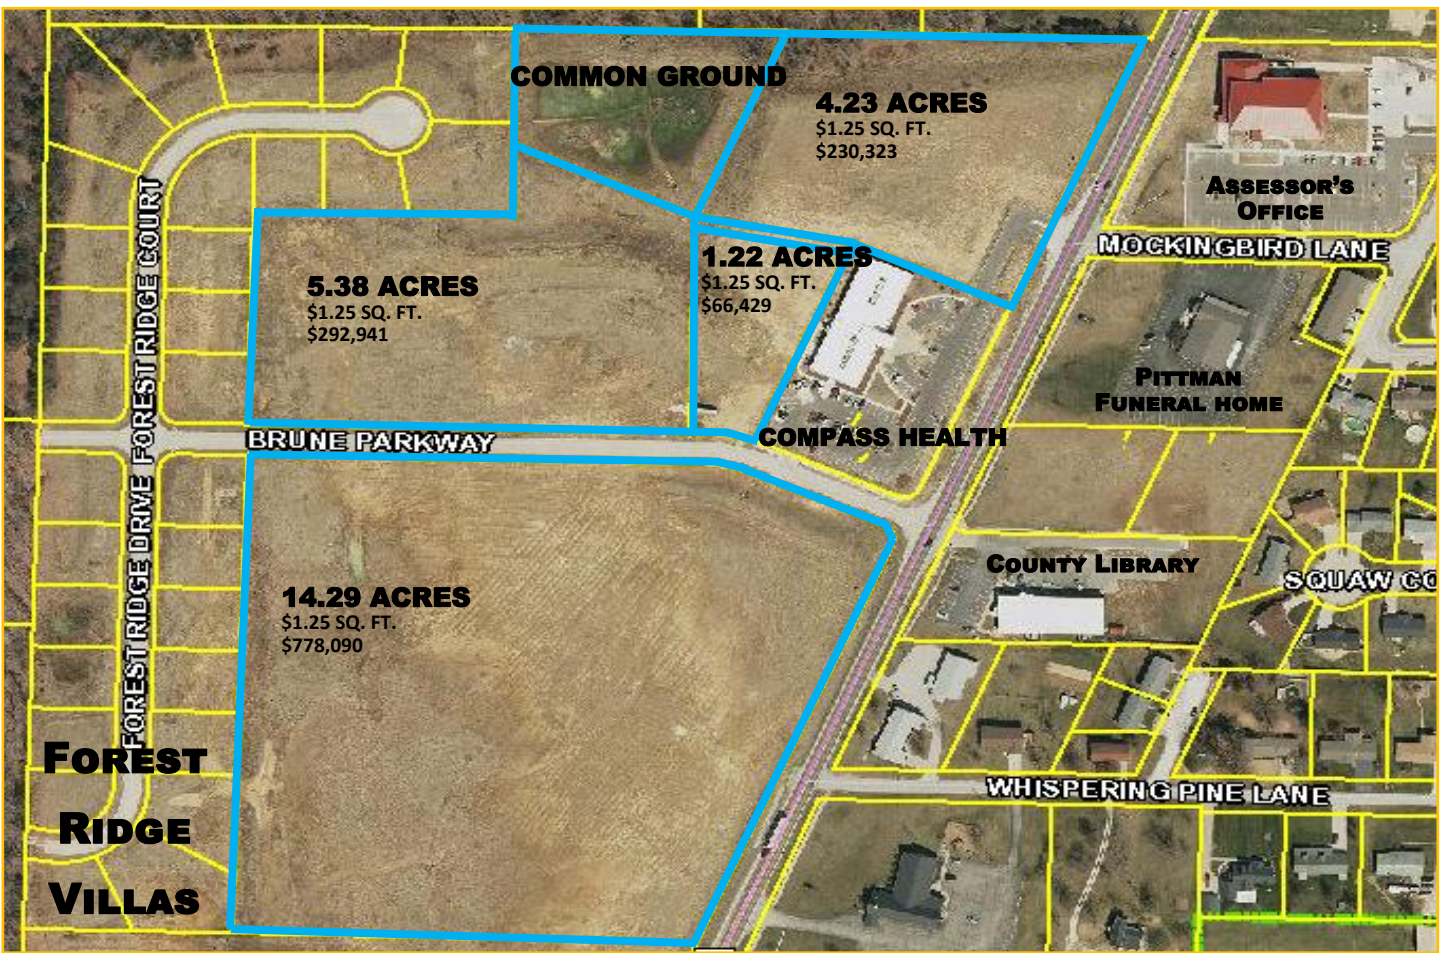 COMMON GROUND
4.23 ACRES
$1.25 SQ. FT.
$230,323
ASSESSOR'S
OFFICE
MOCKINGBIRD LANE
FOREST RIDGE COURT
5.38 ACRES
$1.25 SQ. FT.
$292,941
1.22 ACRES
$1.25 SQ. FT.
$66,429
PITTMAN
FUNERAL HOME
BRUNE PARKWAY
COMPASS HEALTH
COUNTY LIBRARY
SQUAW CO
FOREST RIDGE DRIVE
14.29 ACRES
$1.25 SQ. FT.
$778,090
WHISPERING PINE LANE
FOREST
RIDGE
VILLAS